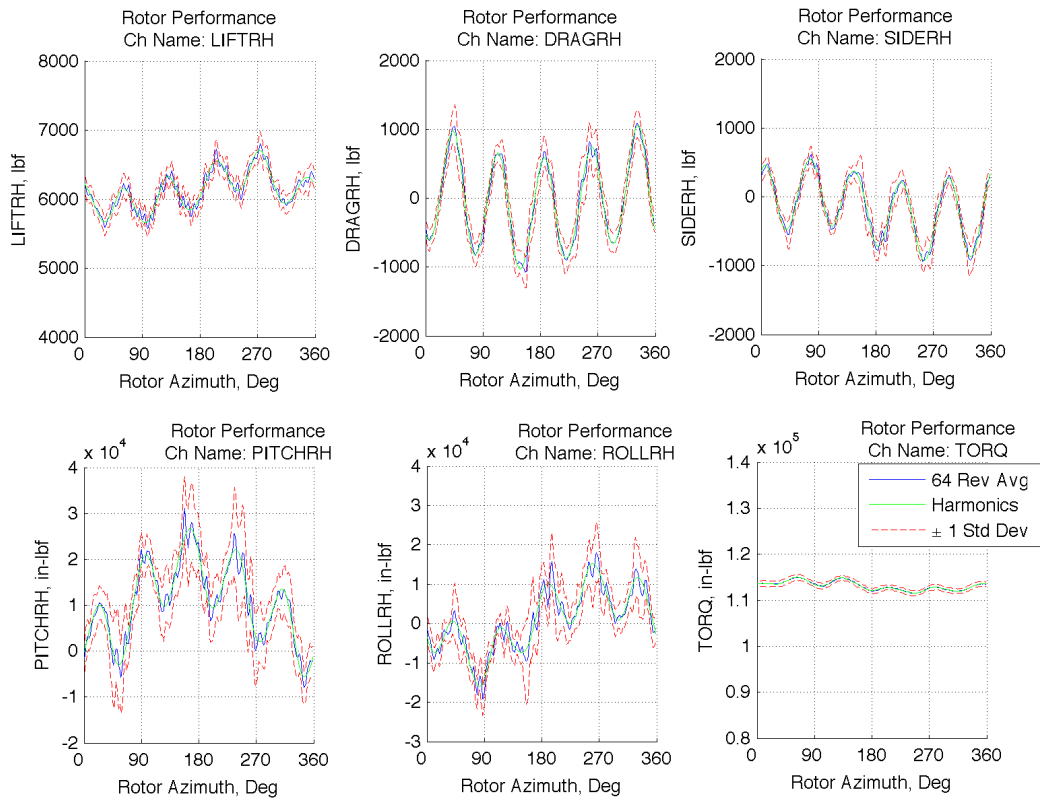 Rotor Performance
Ch Name: LIFTRH
8000
7000
6000
5000
4000
LIFTRH, lbf
0 90 180 270 360
Rotor Azimuth, Deg
Rotor Performance
Ch Name: DRAGRH
2000
1000
0
-1000
-2000
DRAGRH, lbf
0 90 180 270 360
Rotor Azimuth, Deg
Rotor Performance
Ch Name: SIDERH
2000
1000
0
-1000
-2000
SIDERH, lbf
0 90 180 270 360
Rotor Azimuth, Deg
Rotor Performance
x 10^4 Ch Name: PITCHRH
4
3
2
1
0
-1
-2
PITCHRH, in-lbf
0 90 180 270 360
Rotor Azimuth, Deg
Rotor Performance
x 10^4 Ch Name: ROLLRH
4
3
2
1
0
-1
-2
-3
ROLLRH, in-lbf
0 90 180 270 360
Rotor Azimuth, Deg
Rotor Performance
x 10^5 Ch Name: TORQ
1.4
1.3
1.2
1.1
1
0.9
0.8
TORQ, in-lbf
64 Rev Avg
Harmonics
± 1 Std Dev
0 90 180 270 360
Rotor Azimuth, Deg